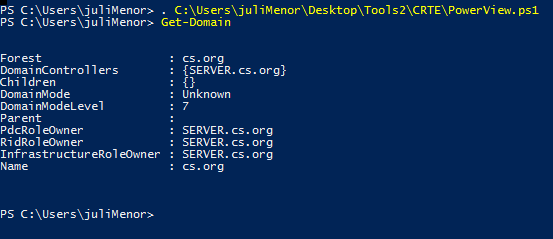 PS C:\Users\juliMenor> . C:\Users\juliMenor\Desktop\Tools2\CRTE\PowerView.ps1
PS C:\Users\juliMenor> Get-Domain
Forest : cs.org
DomainControllers : {SERVER.cs.org}
Children : {}
DomainMode : Unknown
DomainModeLevel : 7
Parent :
PdcRoleOwner : SERVER.cs.org
RidRoleOwner : SERVER.cs.org
InfrastructureRoleOwner : SERVER.cs.org
Name : cs.org
PS C:\Users\juliMenor>